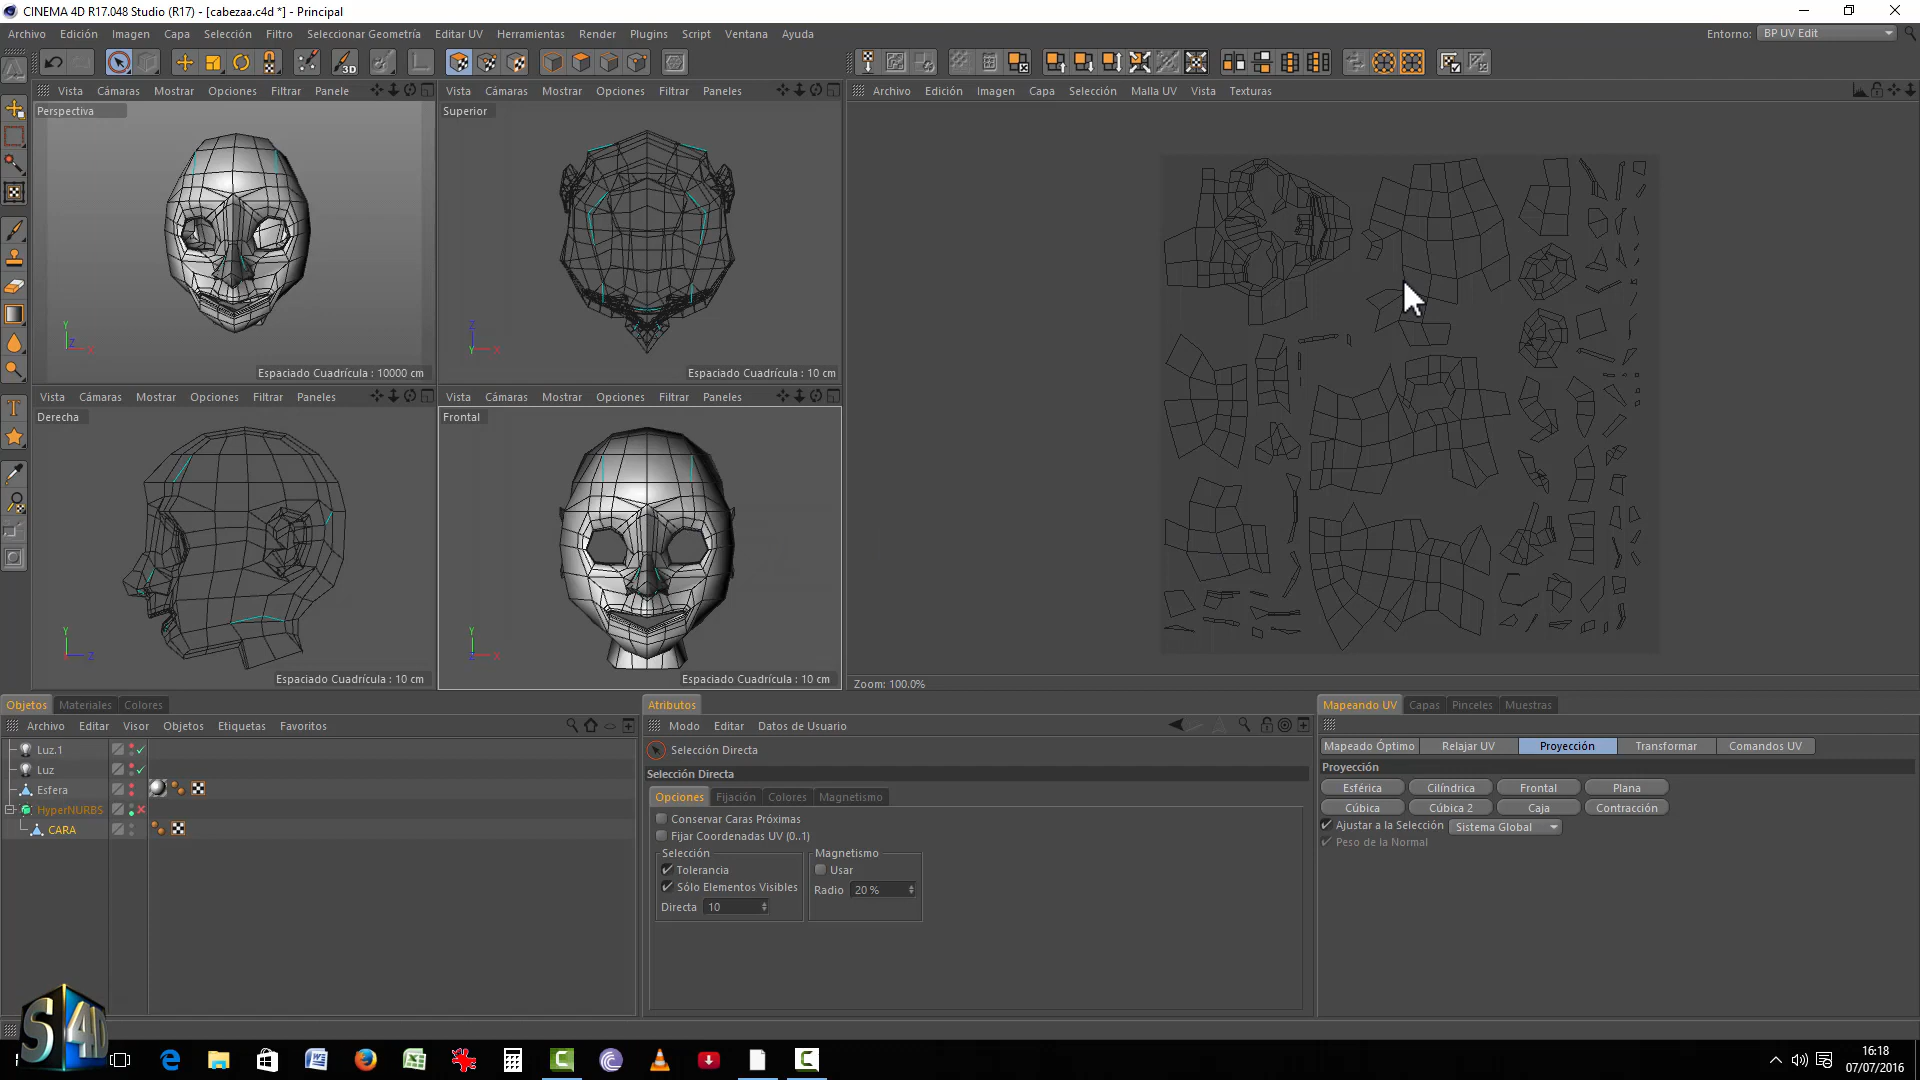 CINEMA 4D R17.048 Studio (R17) - [cabezaa.c4d *] - Principal
Archivo Edición Imagen Capa Selección Filtro Seleccionar Geometría Editar UV Herramientas Render Plugins Script Ventana Ayuda
Entorno: BP UV Edit
Vista Cámaras Mostrar Opciones Filtrar Panele
Vista Cámaras Mostrar Opciones Filtrar Paneles
Archivo Edición Imagen Capa Selección Malla UV Vista Texturas
Perspectiva
Superior
Y
Z
X
Z
Y
X
Espaciado Cuadrícula : 10000 cm
Espaciado Cuadrícula : 10 cm
Vista Cámaras Mostrar Opciones Filtrar Paneles
Vista Cámaras Mostrar Opciones Filtrar Paneles
Derecha
Frontal
Y
X
Z
Y
Z
X
Espaciado Cuadrícula : 10 cm
Espaciado Cuadrícula : 10 cm
Zoom: 100.0%
Objetos Materiales Colores
Archivo Editar Visor Objetos Etiquetas Favoritos
Luz.1
Luz
Esfera
HyperNURBS
CARA
Atributos
Modo Editar Datos de Usuario
Selección Directa
Selección Directa
Opciones Fijación Colores Magnetismo
Conservar Caras Próximas
Fijar Coordenadas UV (0..1)
Selección
Tolerancia
Sólo Elementos Visibles
Directa 10
Magnetismo
Usar
Radio 20 %
Mapeando UV Capas Pinceles Muestras
Mapeado Óptimo Relajar UV Proyección Transformar Comandos UV
Proyección
Esférica Cilíndrica Frontal Plana
Cúbica Cúbica 2 Caja Contracción
Ajustar a la Selección Sistema Global
Peso de la Normal
S4D
16:18
07/07/2016